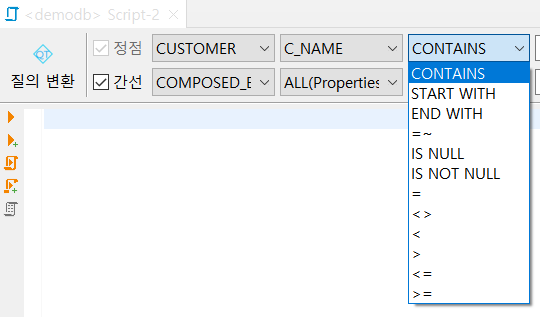 <demodb> Script-2
QT
질의 변환
정점 CUSTOMER C_NAME CONTAINS
간선 COMPOSED_E ALL(Properties
CONTAINS
START WITH
END WITH
=~
IS NULL
IS NOT NULL
=
<>
<
>
<=
>=